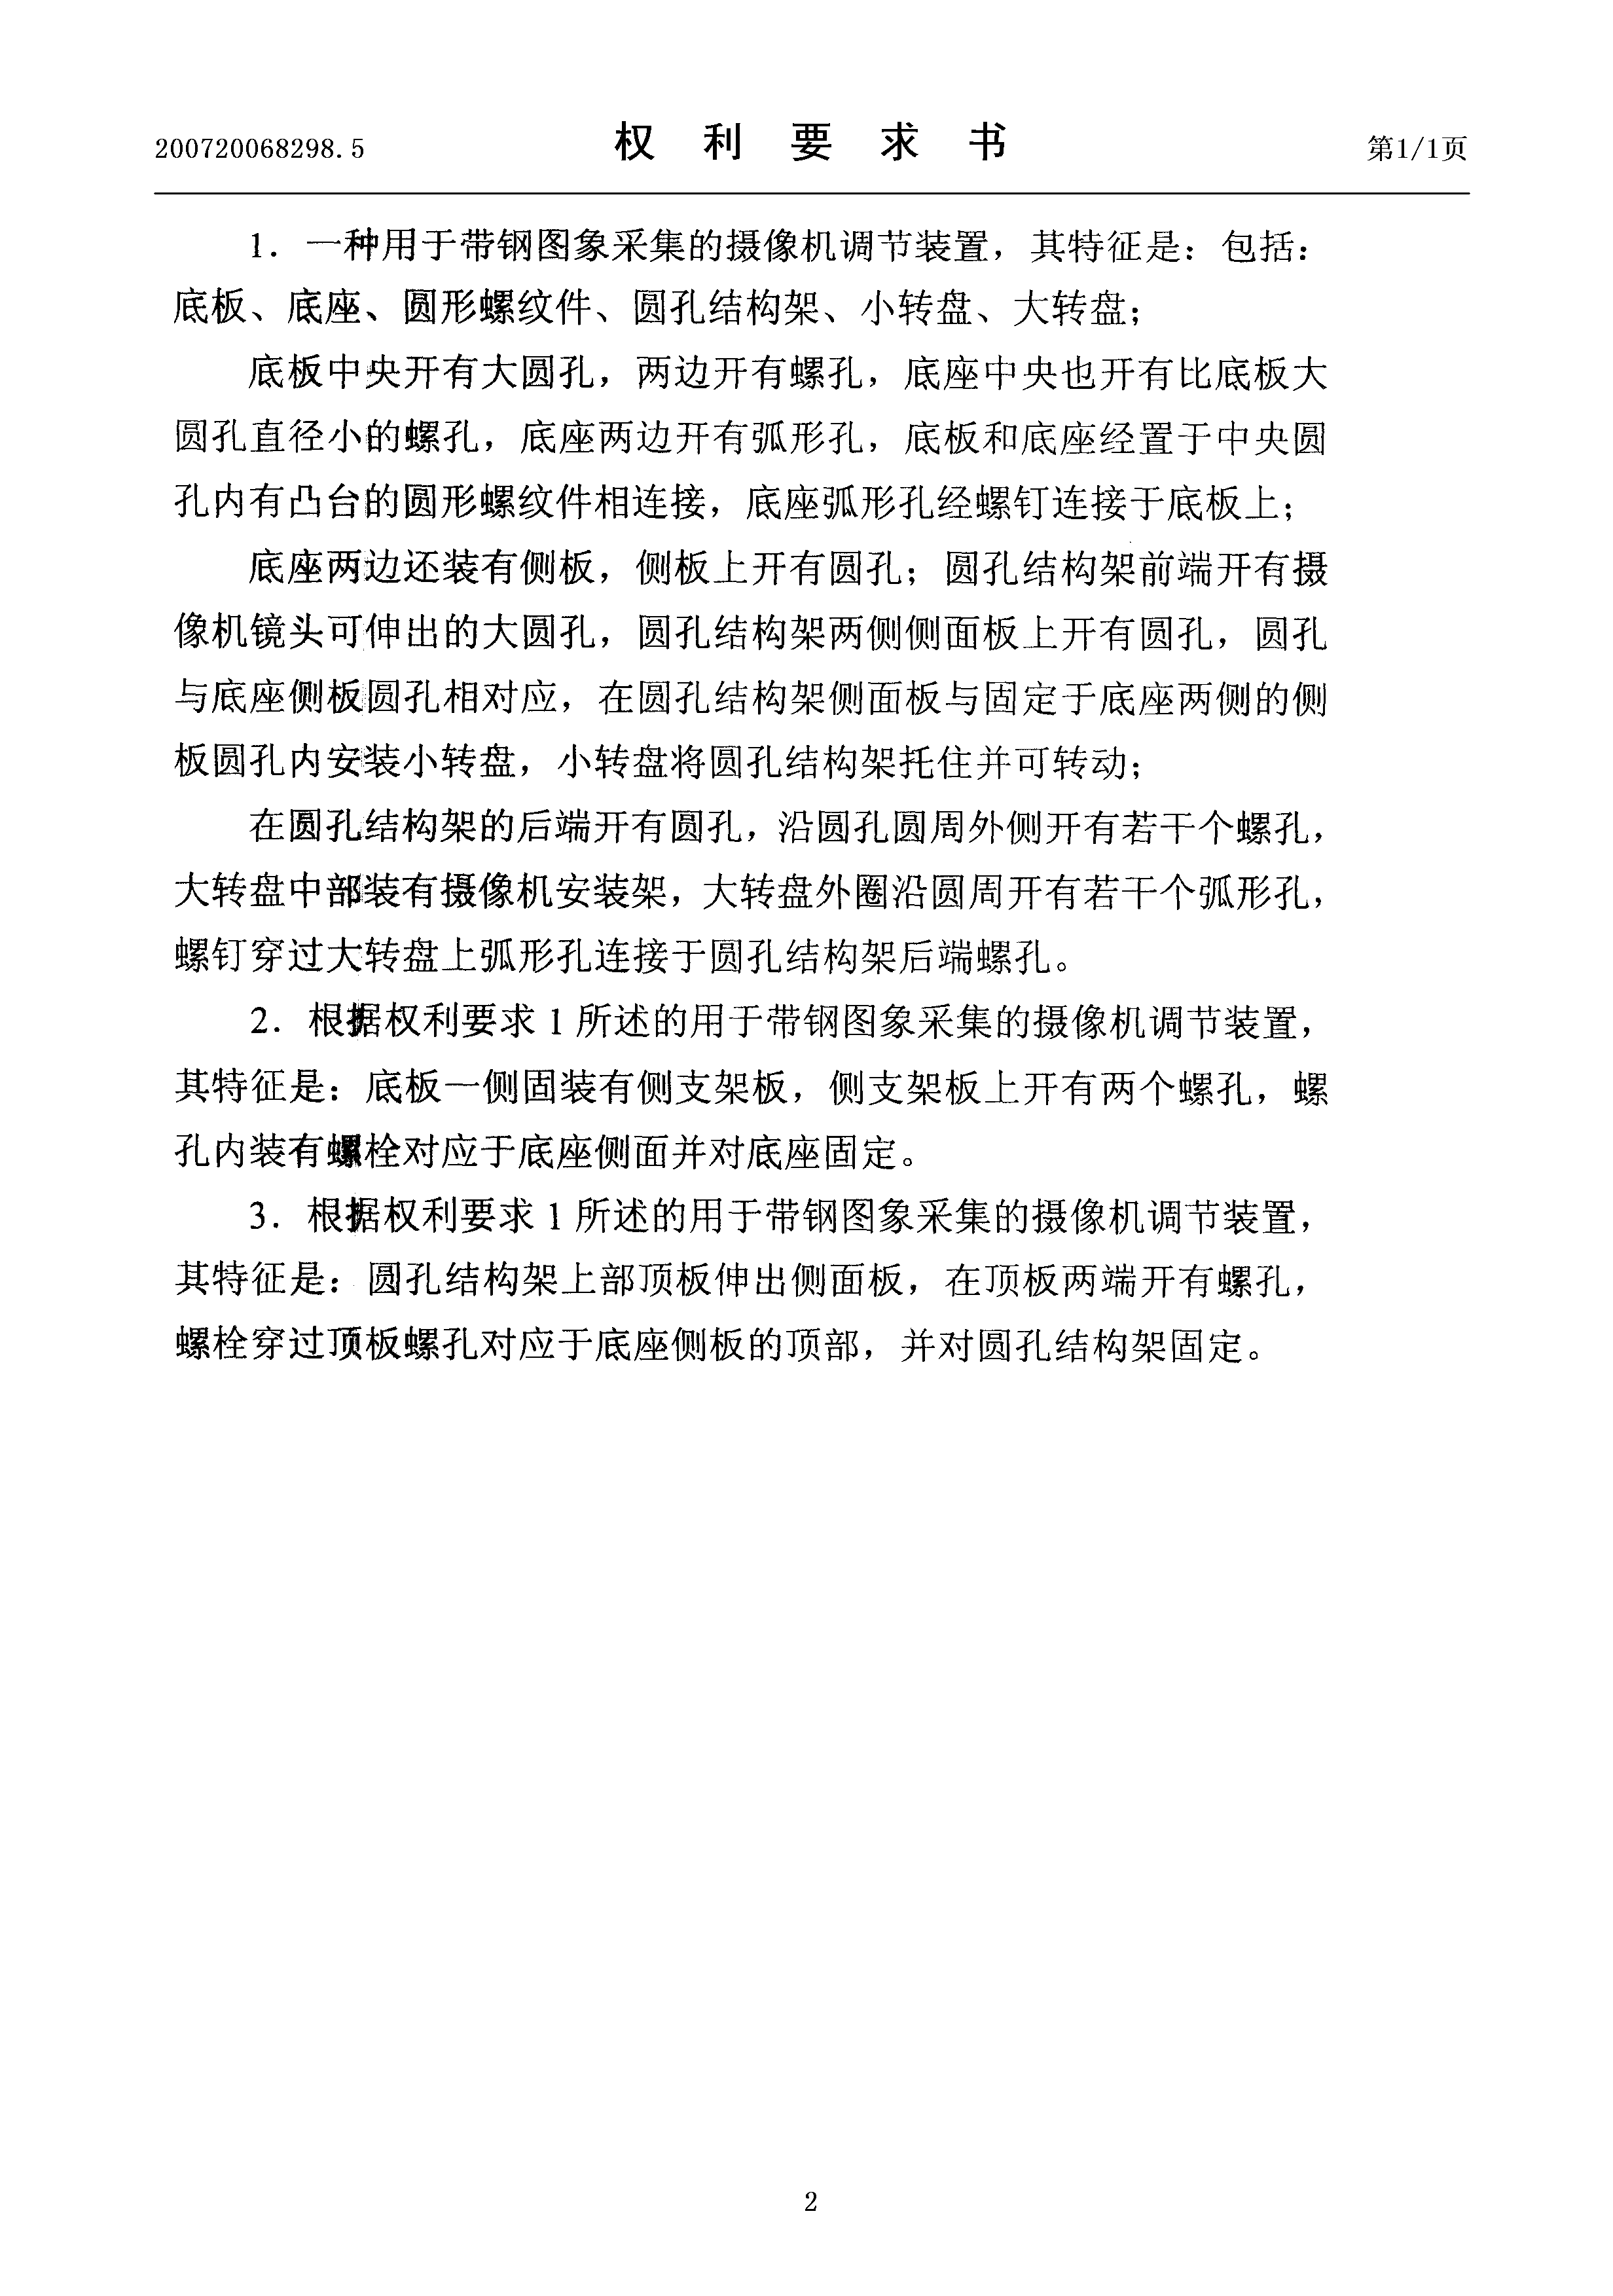 200720068298.5
权利要求书
第1/1页
1. 一种用于带钢图象采集的摄像机调节装置，其特征是：包括：
底板、底座、圆形螺纹件、圆孔结构架、小转盘、大转盘；
底板中央开有大圆孔，两边开有螺孔，底座中央也开有比底板大
圆孔直径小的螺孔，底座两边开有弧形孔，底板和底座经置于中央圆
孔内有凸台的圆形螺纹件相连接，底座弧形孔经螺钉连接于底板上；
底座两边还装有侧板，侧板上开有圆孔；圆孔结构架前端开有摄
像机镜头可伸出的大圆孔，圆孔结构架两侧侧面板上开有圆孔，圆孔
与底座侧板圆孔相对应，在圆孔结构架侧面板与固定于底座两侧的侧
板圆孔内安装小转盘，小转盘将圆孔结构架托住并可转动；
在圆孔结构架的后端开有圆孔，沿圆孔圆周外侧开有若干个螺孔，
大转盘中部装有摄像机安装架，大转盘外圈沿圆周开有若干个弧形孔，
螺钉穿过大转盘上弧形孔连接于圆孔结构架后端螺孔。
2. 根据权利要求 1 所述的用于带钢图象采集的摄像机调节装置，
其特征是：底板一侧固装有侧支架板，侧支架板上开有两个螺孔，螺
孔内装有螺栓对应于底座侧面并对底座固定。
3. 根据权利要求 1 所述的用于带钢图象采集的摄像机调节装置，
其特征是：圆孔结构架上部顶板伸出侧面板，在顶板两端开有螺孔，
螺栓穿过顶板螺孔对应于底座侧板的顶部，并对圆孔结构架固定。
2